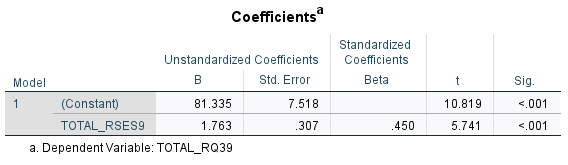 Coefficientsa
Unstandardized Coefficients Standardized Coefficients
Model B Std. Error Beta t Sig.
1 (Constant) 81.335 7.518 10.819 <.001
TOTAL_RSES9 1.763 .307 .450 5.741 <.001
a. Dependent Variable: TOTAL_RQ39